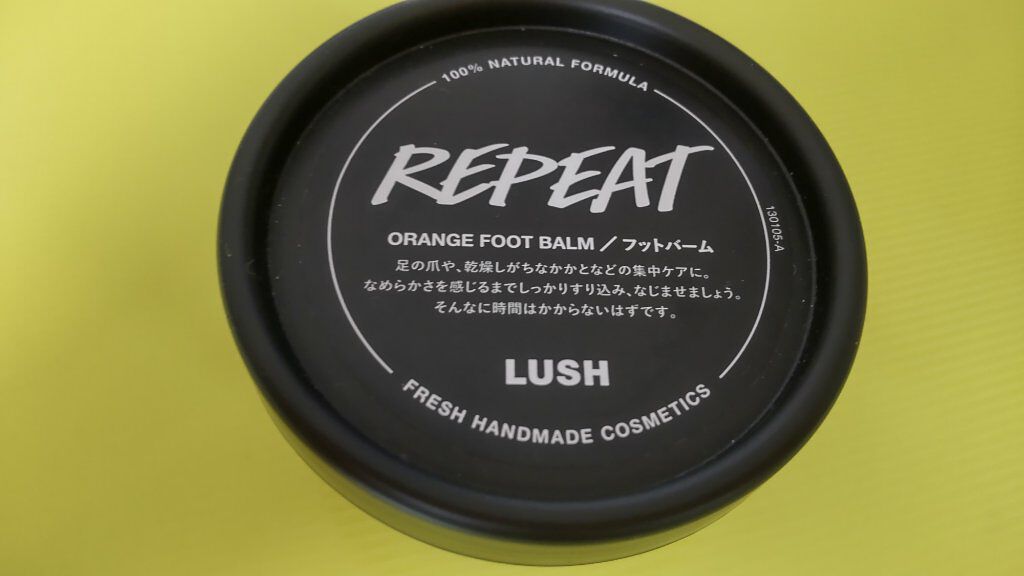 100% NATURAL FORMULA
REPEAT
ORANGE FOOT BALM／フットバーム
足の爪や、乾燥しがちなかかとなどの集中ケアに。
なめらかさを感じるまでしっかりすり込み、なじませましょう。
そんなに時間はかからないはずです。
130105-A
LUSH
FRESH HANDMADE COSMETICS